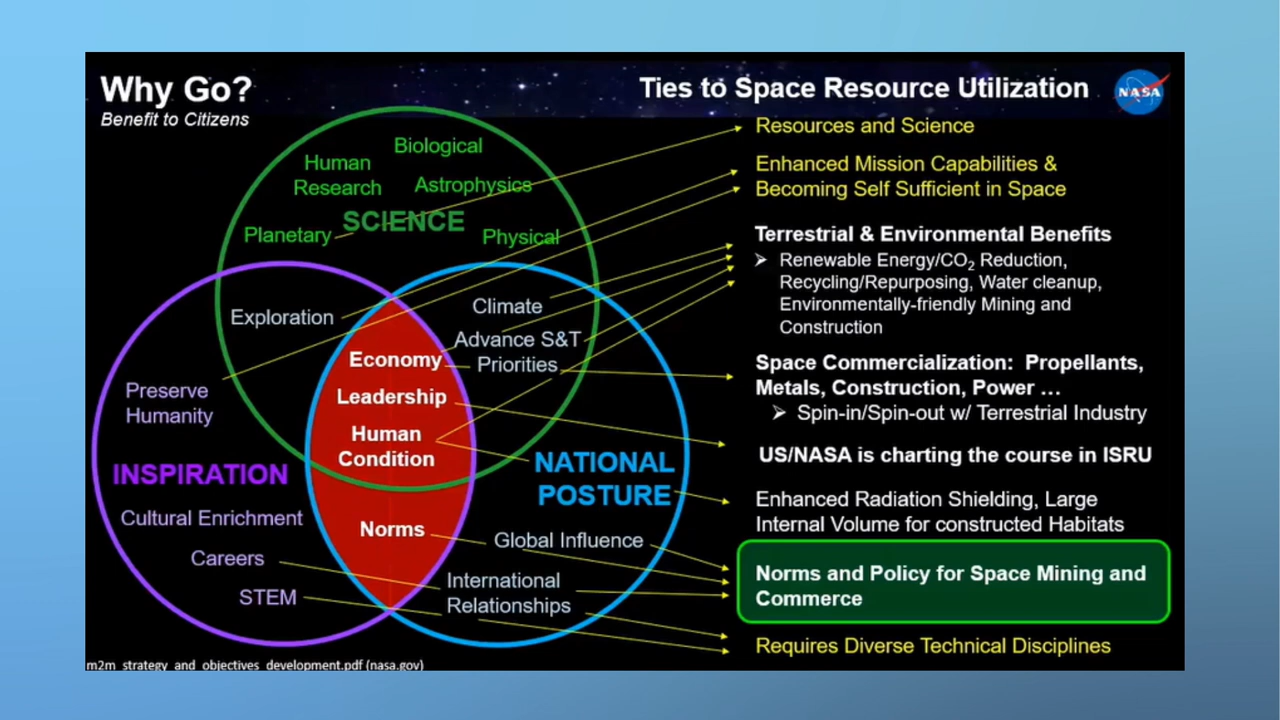 Why Go?
Benefit to Citizens
Ties to Space Resource Utilization
NASA
Biological
Human
Research
Astrophysics
SCIENCE
Planetary
Physical
Exploration
Climate
Advance S&T
Priorities
Economy
Leadership
Human
Condition
Preserve
Humanity
INSPIRATION
NATIONAL
POSTURE
Cultural Enrichment
Norms
Careers
Global Influence
STEM
International
Relationships
Resources and Science
Enhanced Mission Capabilities &
Becoming Self Sufficient in Space
Terrestrial & Environmental Benefits
➢ Renewable Energy/CO₂ Reduction,
Recycling/Repurposing, Water cleanup,
Environmentally-friendly Mining and
Construction
Space Commercialization: Propellants,
Metals, Construction, Power …
➢ Spin-in/Spin-out w/ Terrestrial Industry
US/NASA is charting the course in ISRU
Enhanced Radiation Shielding, Large
Internal Volume for constructed Habitats
Norms and Policy for Space Mining and
Commerce
Requires Diverse Technical Disciplines
m2m_strategy_and_objectives_development.pdf (nasa.gov)